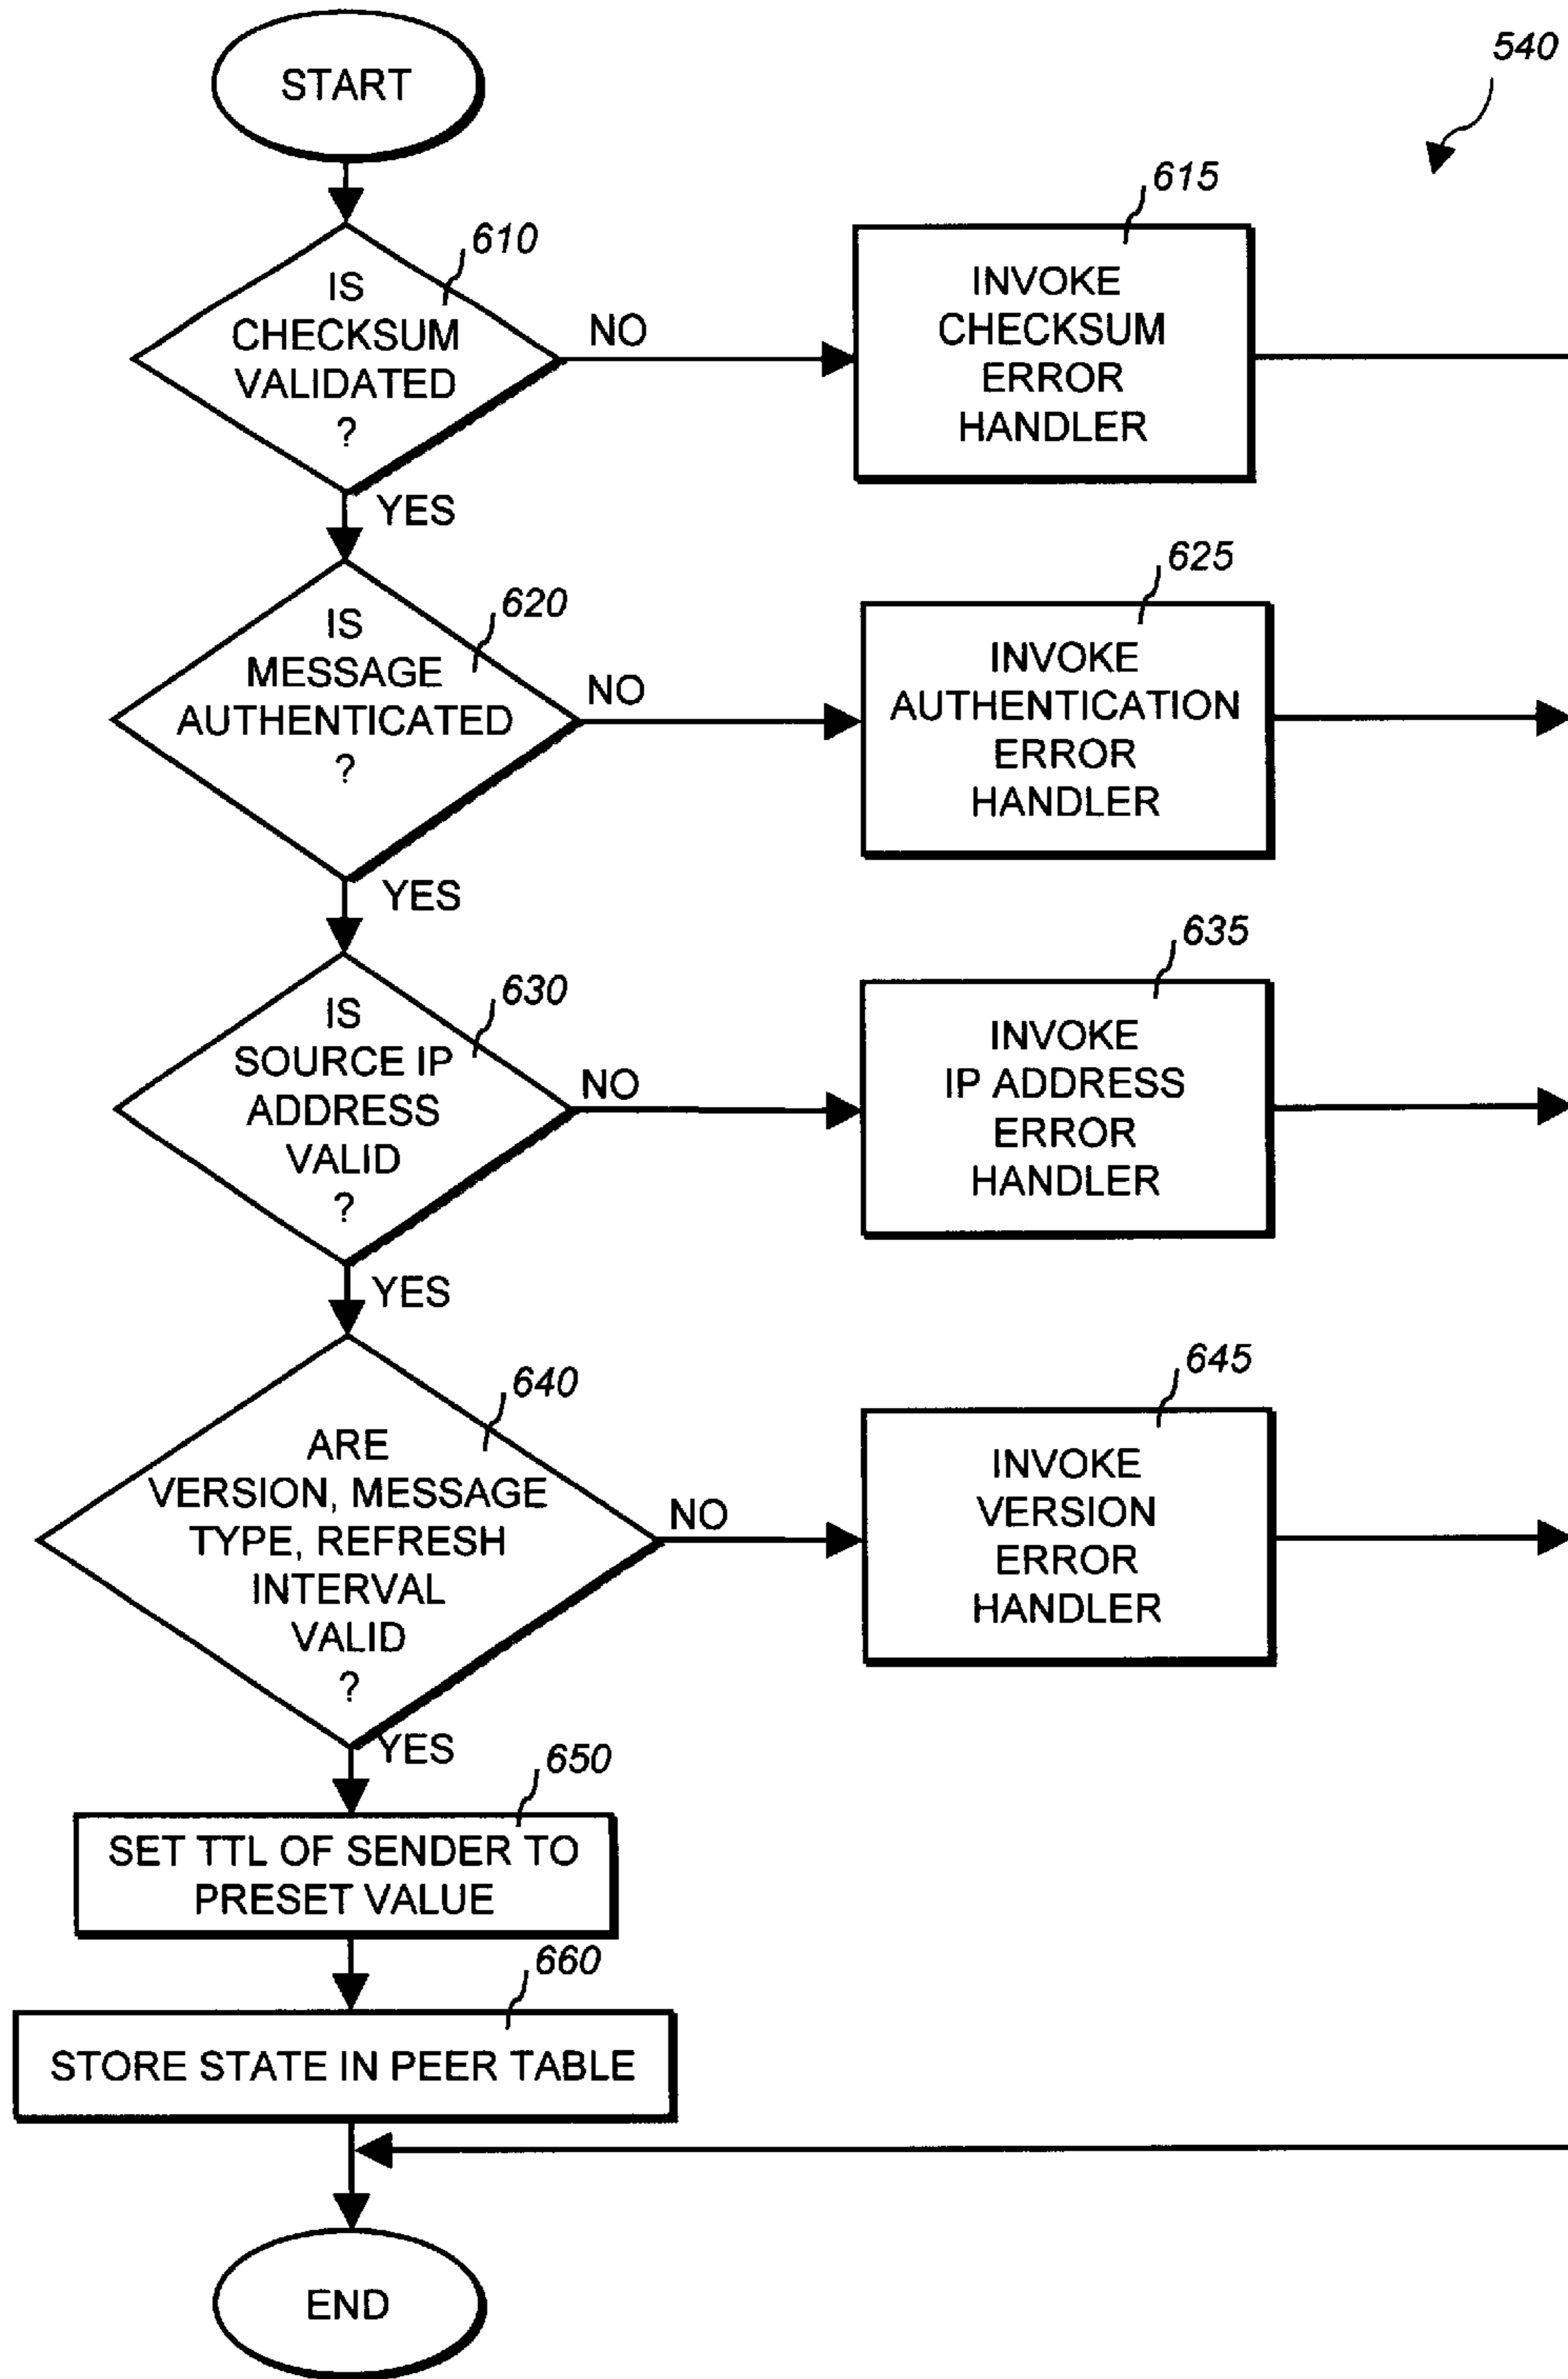 START
540
610
IS
CHECKSUM
VALIDATED
?
NO
615
INVOKE
CHECKSUM
ERROR
HANDLER
YES
620
IS
MESSAGE
AUTHENTICATED
?
NO
625
INVOKE
AUTHENTICATION
ERROR
HANDLER
YES
630
IS
SOURCE IP
ADDRESS
VALID
?
NO
635
INVOKE
IP ADDRESS
ERROR
HANDLER
YES
640
ARE
VERSION, MESSAGE
TYPE, REFRESH
INTERVAL
VALID
?
NO
645
INVOKE
VERSION
ERROR
HANDLER
YES
650
SET TTL OF SENDER TO
PRESET VALUE
660
STORE STATE IN PEER TABLE
END